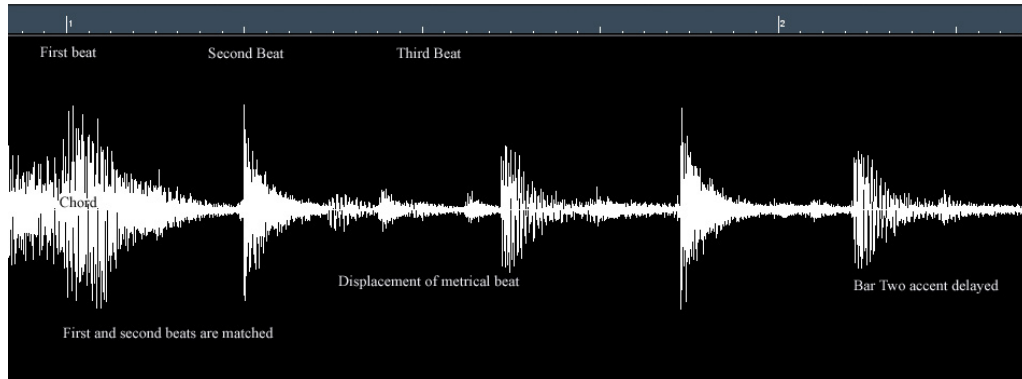 1 2
First beat Second Beat Third Beat
Chord
Displacement of metrical beat
Bar Two accent delayed
First and second beats are matched